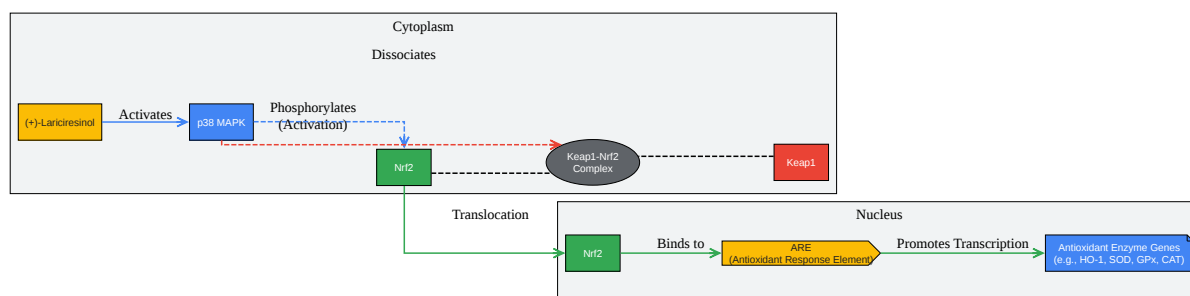 Cytoplasm
Dissociates
(+)-Lariciresinol
Activates
p38 MAPK
Phosphorylates
(Activation)
Nrf2
Keap1-Nrf2
Complex
Keap1
Translocation
Nucleus
Nrf2
Binds to
ARE
(Antioxidant Response Element)
Promotes Transcription
Antioxidant Enzyme Genes
(e.g., HO-1, SOD, GPx, CAT)